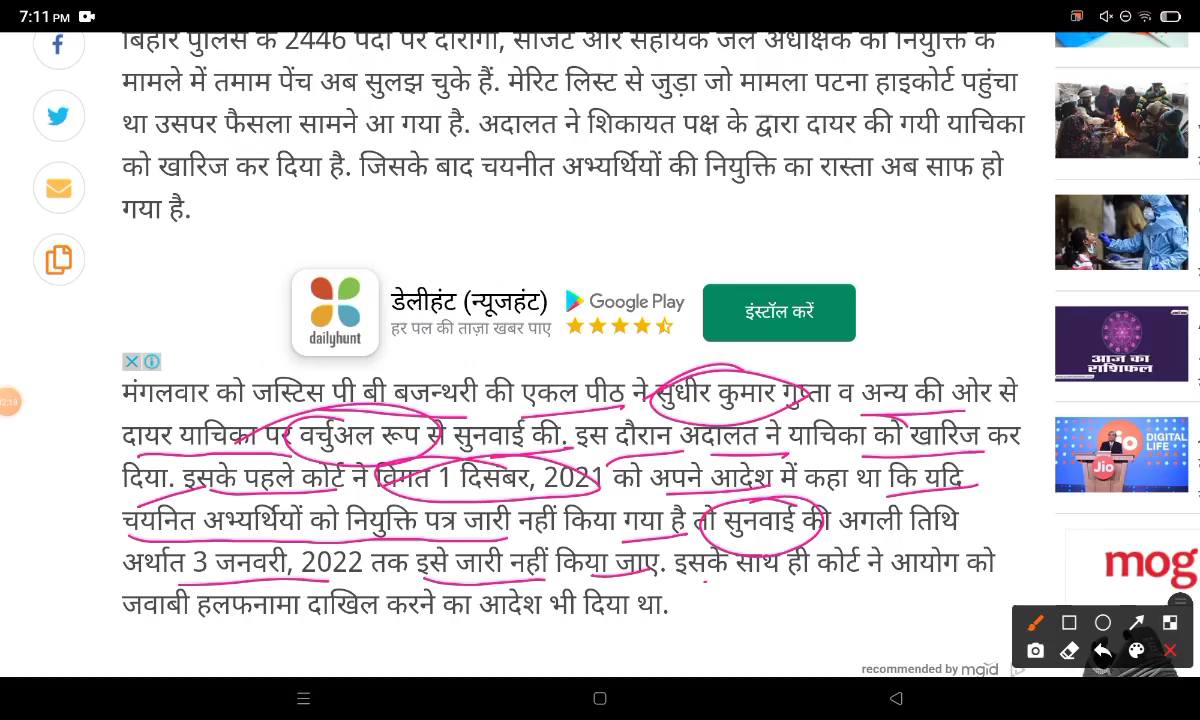 7:11 PM
बिहार पुलिस के 2446 पदों पर दारोगा, सार्जेंट और सहायक जेल अधीक्षक की नियुक्ति के
मामले में तमाम पेंच अब सुलझ चुके हैं. मेरिट लिस्ट से जुड़ा जो मामला पटना हाइकोर्ट पहुंचा
था उसपर फैसला सामने आ गया है. अदालत ने शिकायत पक्ष के द्वारा दायर की गयी याचिका
को खारिज कर दिया है. जिसके बाद चयनीत अभ्यर्थियों की नियुक्ति का रास्ता अब साफ हो
गया है.
dailyhunt
डेलीहंट (न्यूजहंट)
हर पल की ताज़ा खबर पाए
Google Play
इंस्टॉल करें
आज का
राशिफल
मंगलवार को जस्टिस पी बी बजन्थरी की एकल पीठ ने सुधीर कुमार गुप्ता व अन्य की ओर से
दायर याचिका पर वर्चुअल रूप से सुनवाई की. इस दौरान अदालत ने याचिका को खारिज कर
दिया. इसके पहले कोर्ट ने विगत 1 दिसंबर, 2021 को अपने आदेश में कहा था कि यदि
चयनित अभ्यर्थियों को नियुक्ति पत्र जारी नहीं किया गया है तो सुनवाई की अगली तिथि
अर्थात 3 जनवरी, 2022 तक इसे जारी नहीं किया जाए. इसके साथ ही कोर्ट ने आयोग को
जवाबी हलफनामा दाखिल करने का आदेश भी दिया था.
DIGITAL
LIFE
Jio
mog
recommended by mgid